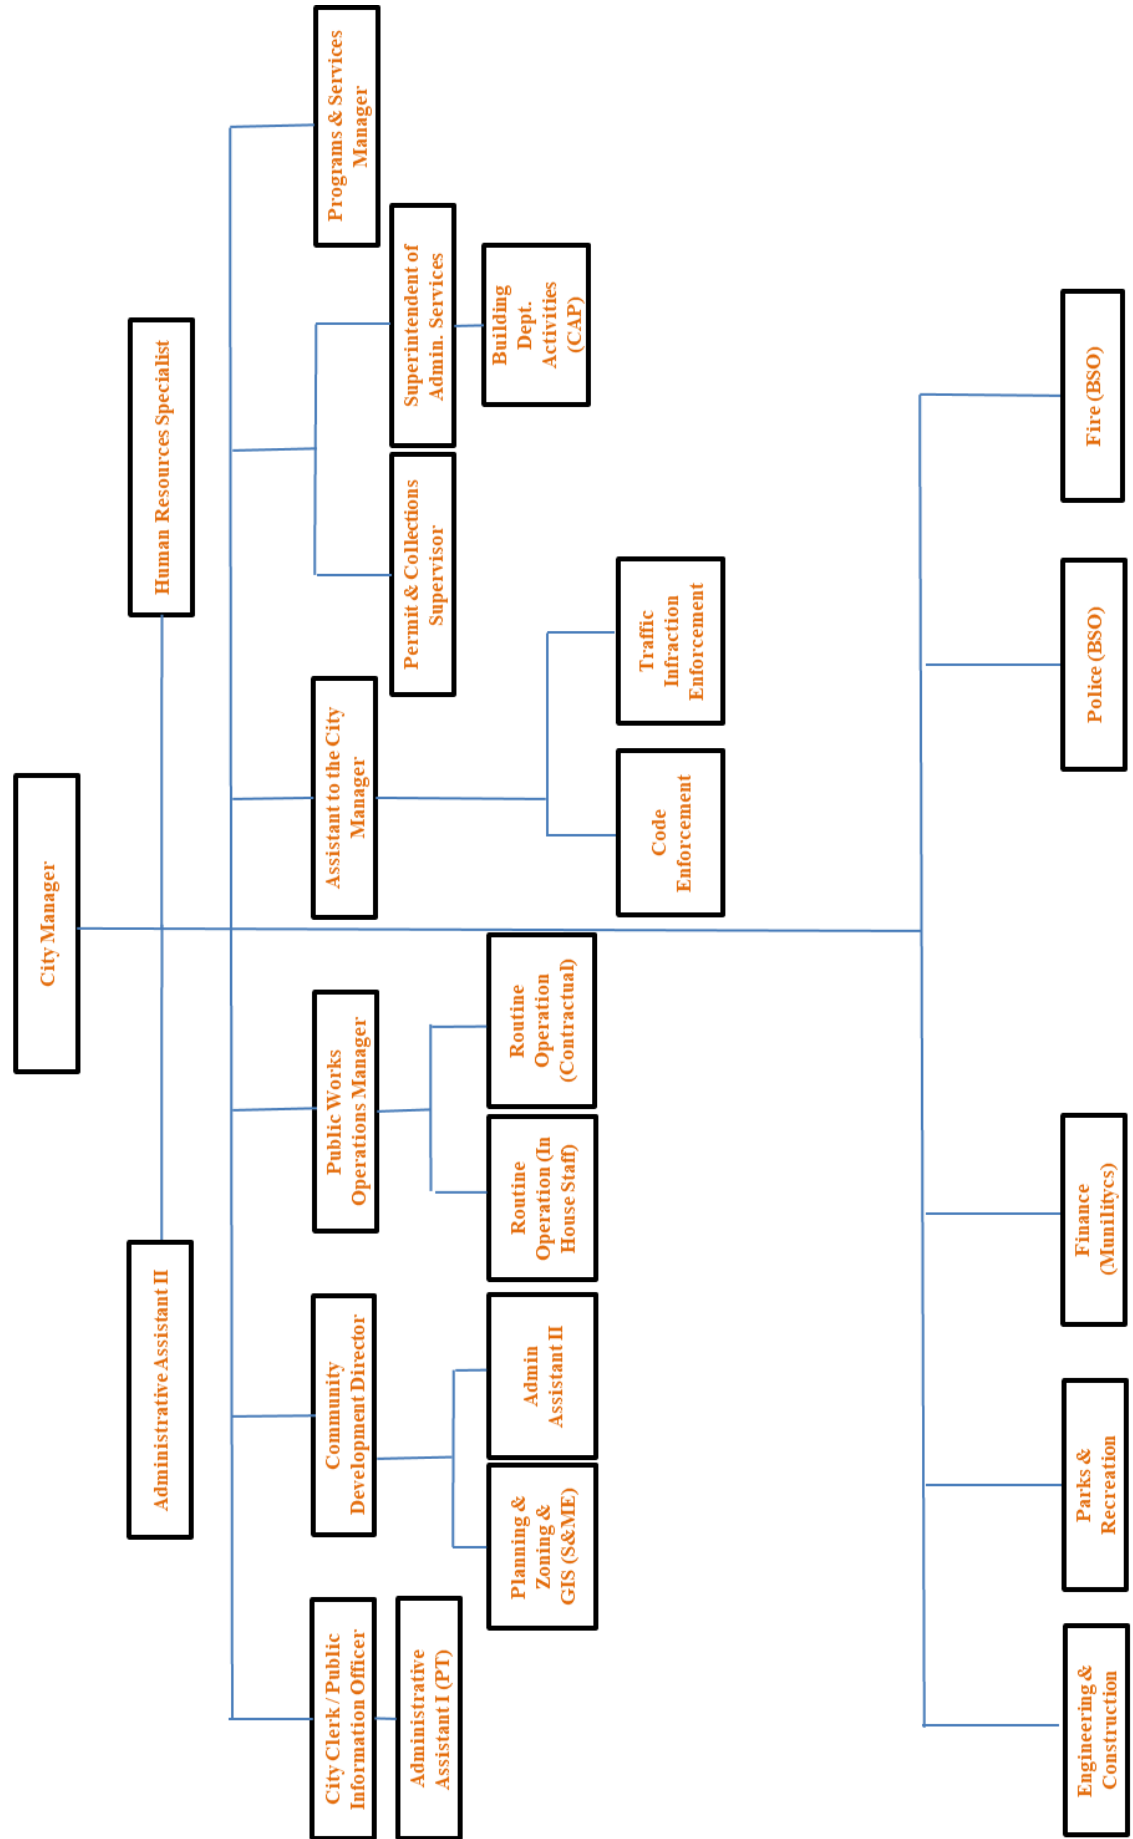 City Manager
Administrative Assistant II
Human Resources Specialist
City Clerk / Public
Information Officer
Community
Development Director
Public Works
Operations Manager
Assistant to the City
Manager
Programs & Services
Manager
Administrative
Assistant I (PT)
Permit & Collections
Supervisor
Superintendent of
Admin. Services
Planning &
Zoning &
GIS (S&ME)
Admin
Assistant II
Routine
Operation (In
House Staff)
Routine
Operation
(Contractual)
Building
Dept.
Activities
(CAP)
Code
Enforcement
Traffic
Infraction
Enforcement
Engineering &
Construction
Parks &
Recreation
Finance
(Munilitycs)
Police (BSO)
Fire (BSO)